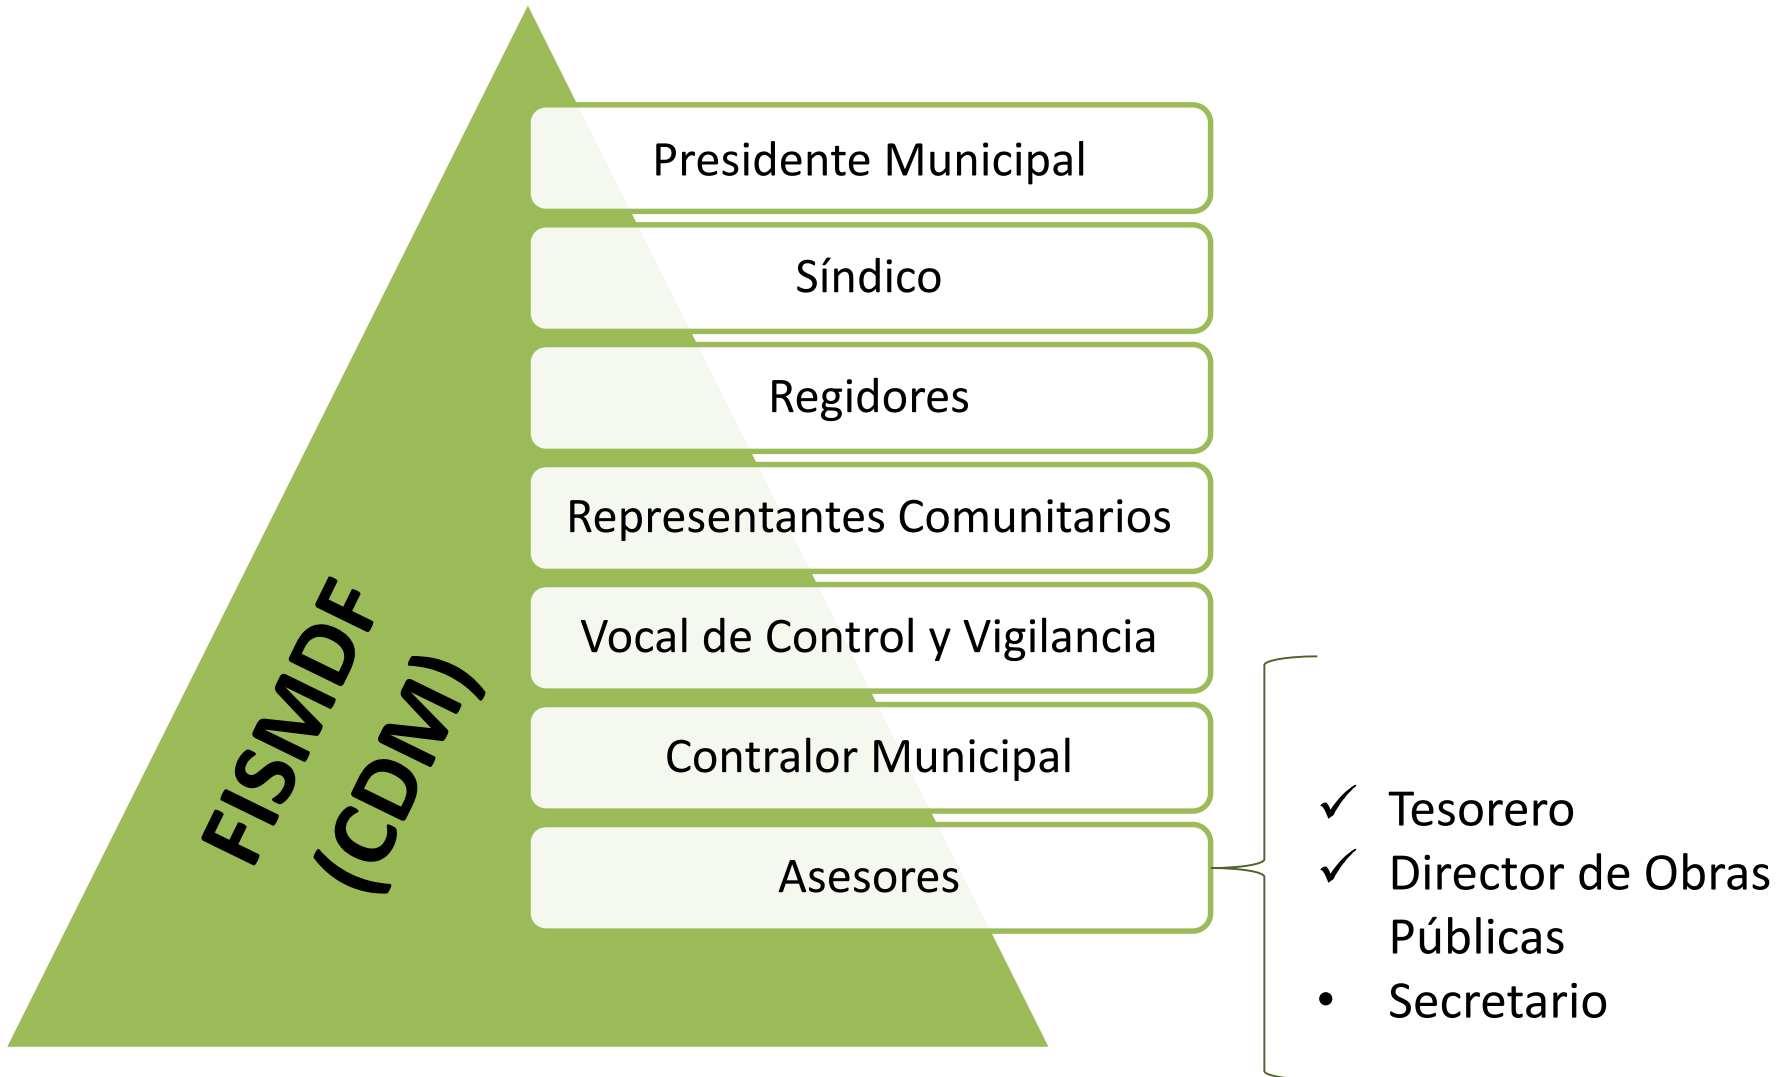 Presidente Municipal
Síndico
Regidores
Representantes Comunitarios
Vocal de Control y Vigilancia
Contralor Municipal
Asesores
FISMDF
(CDM)
✓ Tesorero
✓ Director de Obras
Públicas
• Secretario